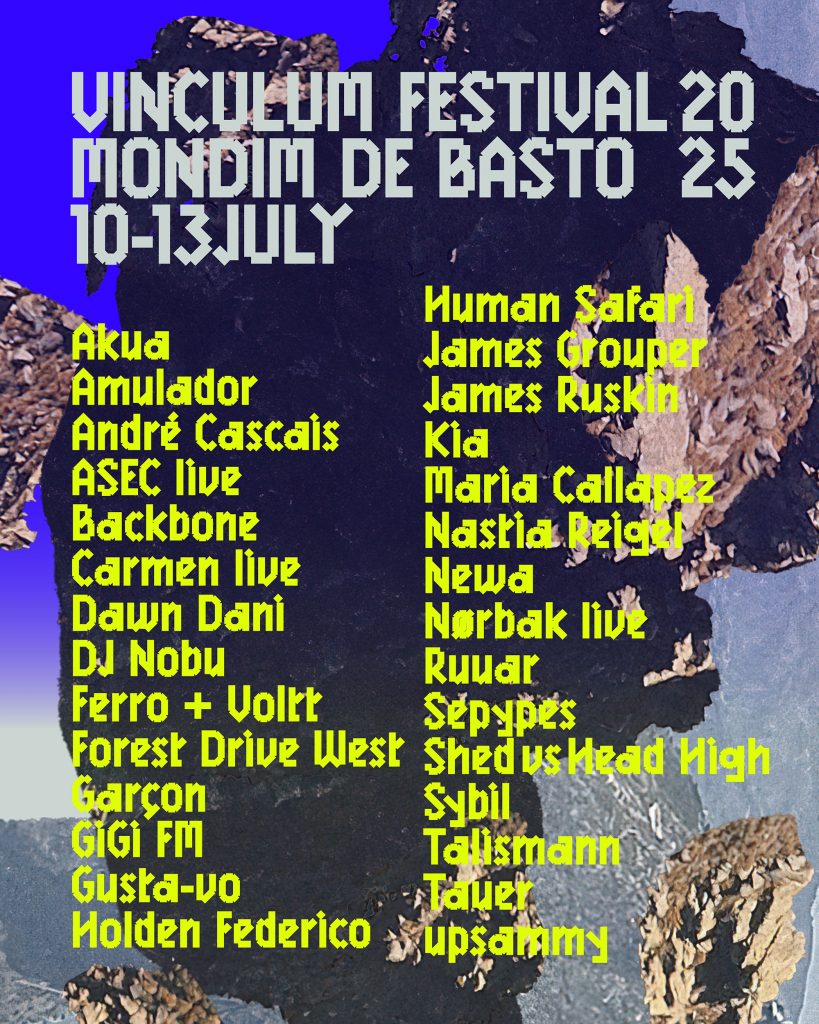 VINCULUM FESTIVAL 20
MONDIM DE BASTO 25
10-13JULY
Akua
Amulador
André Cascais
ASEC live
Backbone
Carmen live
Dawn Dani
DJ Nobu
Ferro + Voltt
Forest Drive West
Garçon
GiGi FM
Gusta-vo
Holden Federico
Human Safari
James Grouper
James Ruskin
Kia
Maria Callapez
Nastia Reigel
Newa
Nørbak live
Ruuar
Sepypes
Shed vs Head High
Sybil
Talismann
Tauer
upsammy